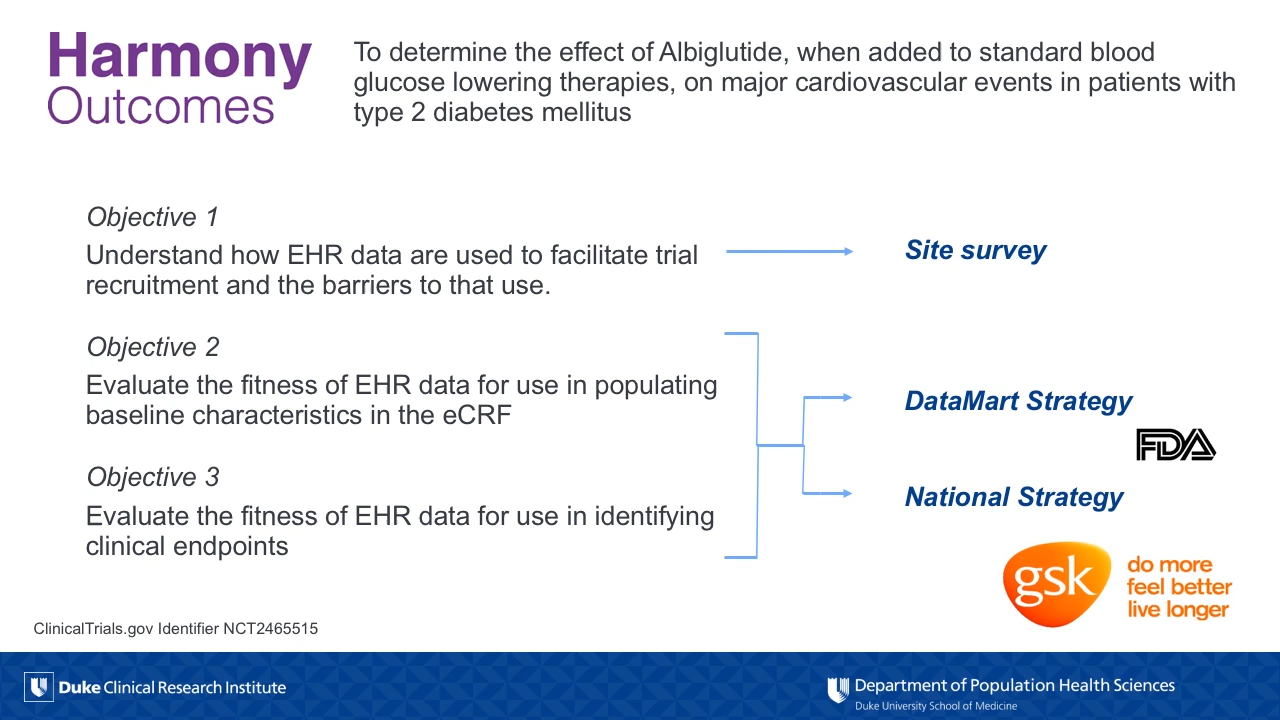 Harmony
Outcomes
To determine the effect of Albiglutide, when added to standard blood
glucose lowering therapies, on major cardiovascular events in patients with
type 2 diabetes mellitus
Objective 1
Understand how EHR data are used to facilitate trial
recruitment and the barriers to that use.
Site survey
Objective 2
Evaluate the fitness of EHR data for use in populating
baseline characteristics in the eCRF
DataMart Strategy
FDA
Objective 3
Evaluate the fitness of EHR data for use in identifying
clinical endpoints
National Strategy
gsk
do more
feel better
live longer
ClinicalTrials.gov Identifier NCT2465515
Duke Clinical Research Institute
Department of Population Health Sciences
Duke University School of Medicine